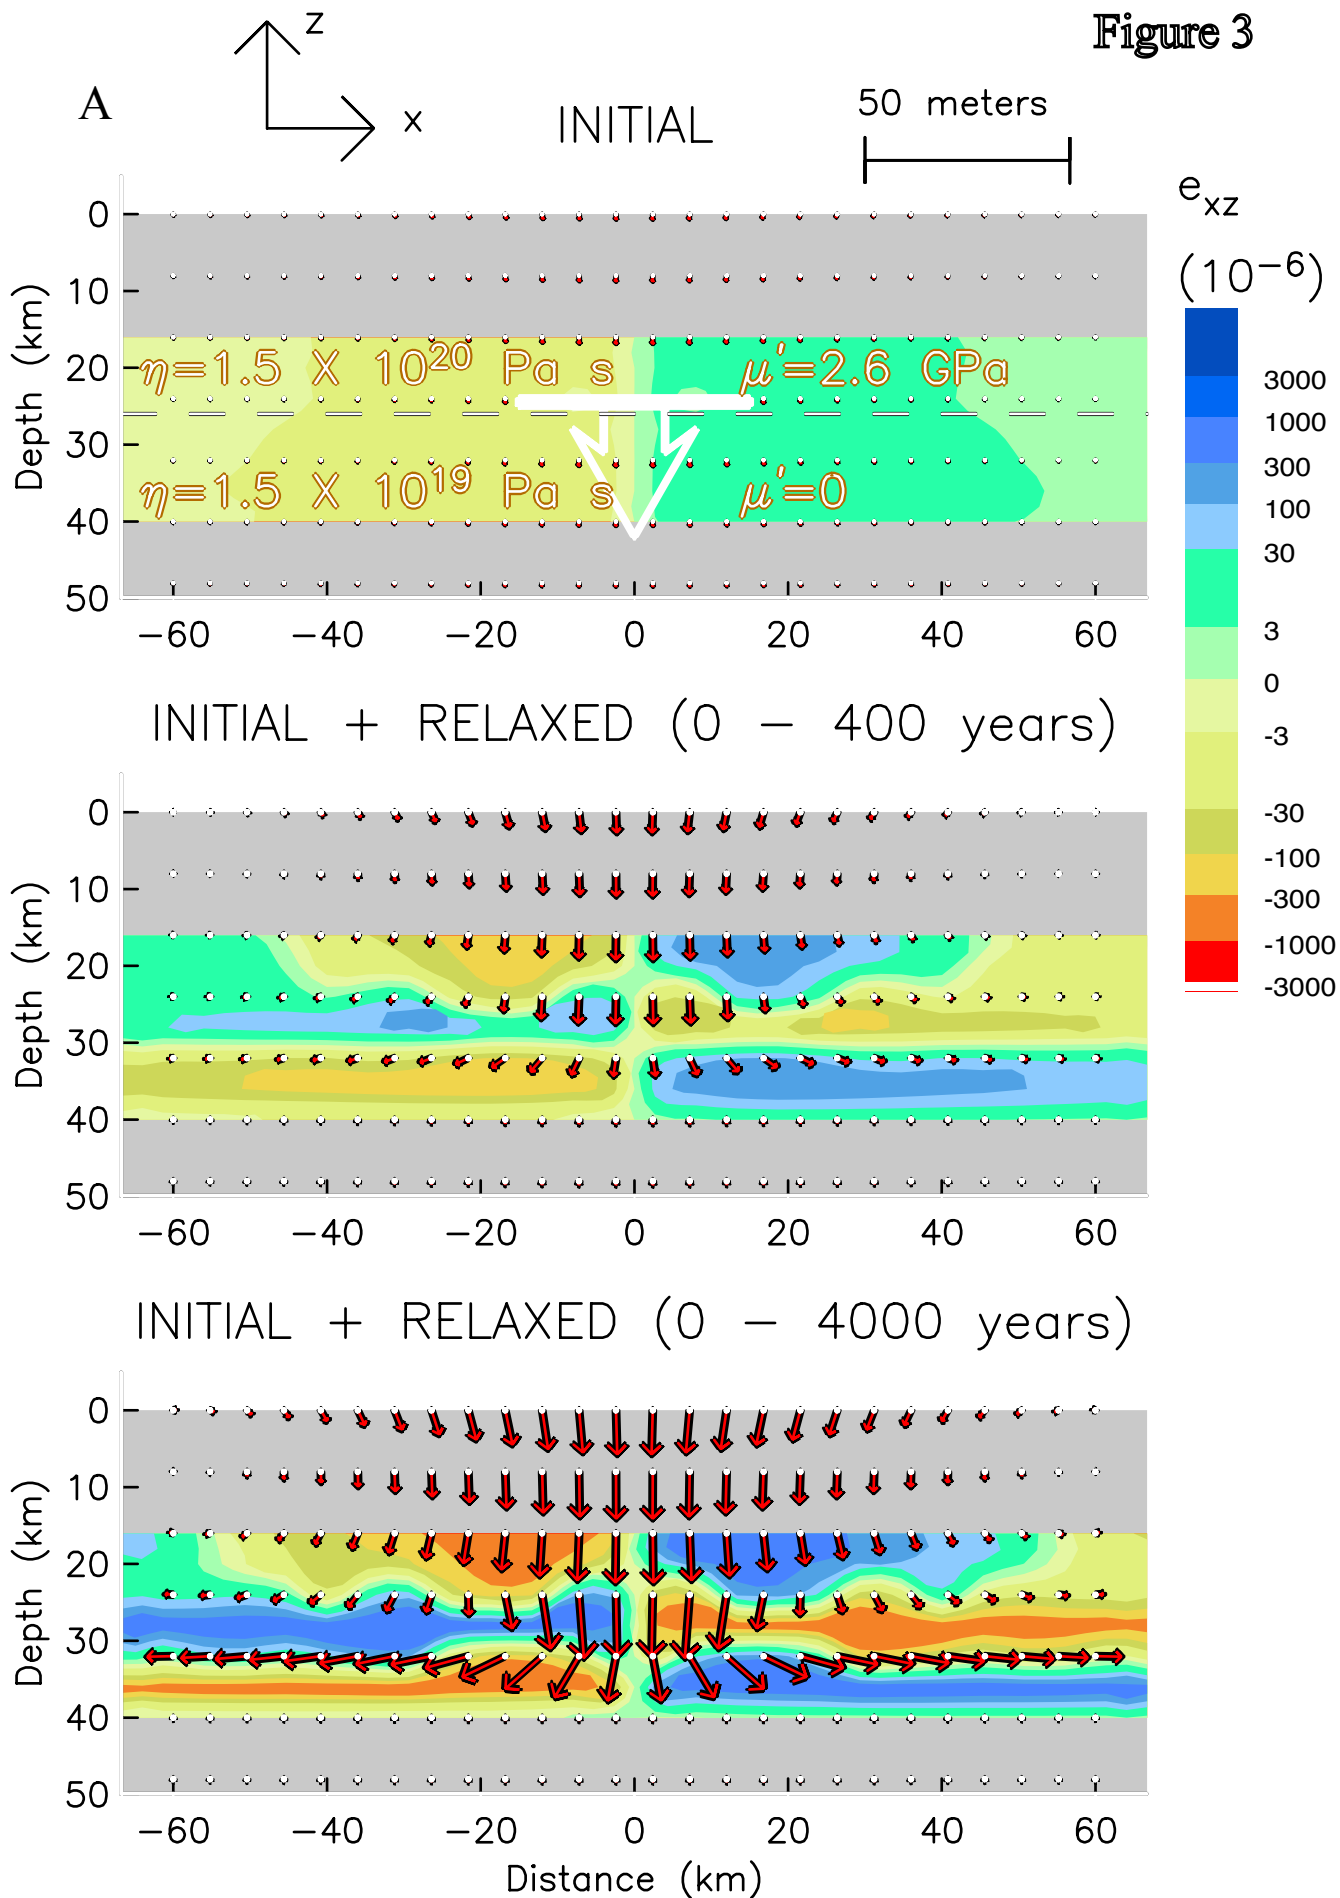 Figure 3
z
A
x
INITIAL
50 meters
e_xz
(10⁻⁶)
3000
1000
300
100
30
3
0
-3
-30
-100
-300
-1000
-3000
Depth (km)
0
10
20
30
40
50
η=1.5 X 10²⁰ Pa s
μ'=2.6 GPa
η=1.5 X 10¹⁹ Pa s
μ'=0
−60 −40 −20 0 20 40 60
INITIAL + RELAXED (0 − 400 years)
Depth (km)
0
10
20
30
40
50
−60 −40 −20 0 20 40 60
INITIAL + RELAXED (0 − 4000 years)
Depth (km)
0
10
20
30
40
50
−60 −40 −20 0 20 40 60
Distance (km)